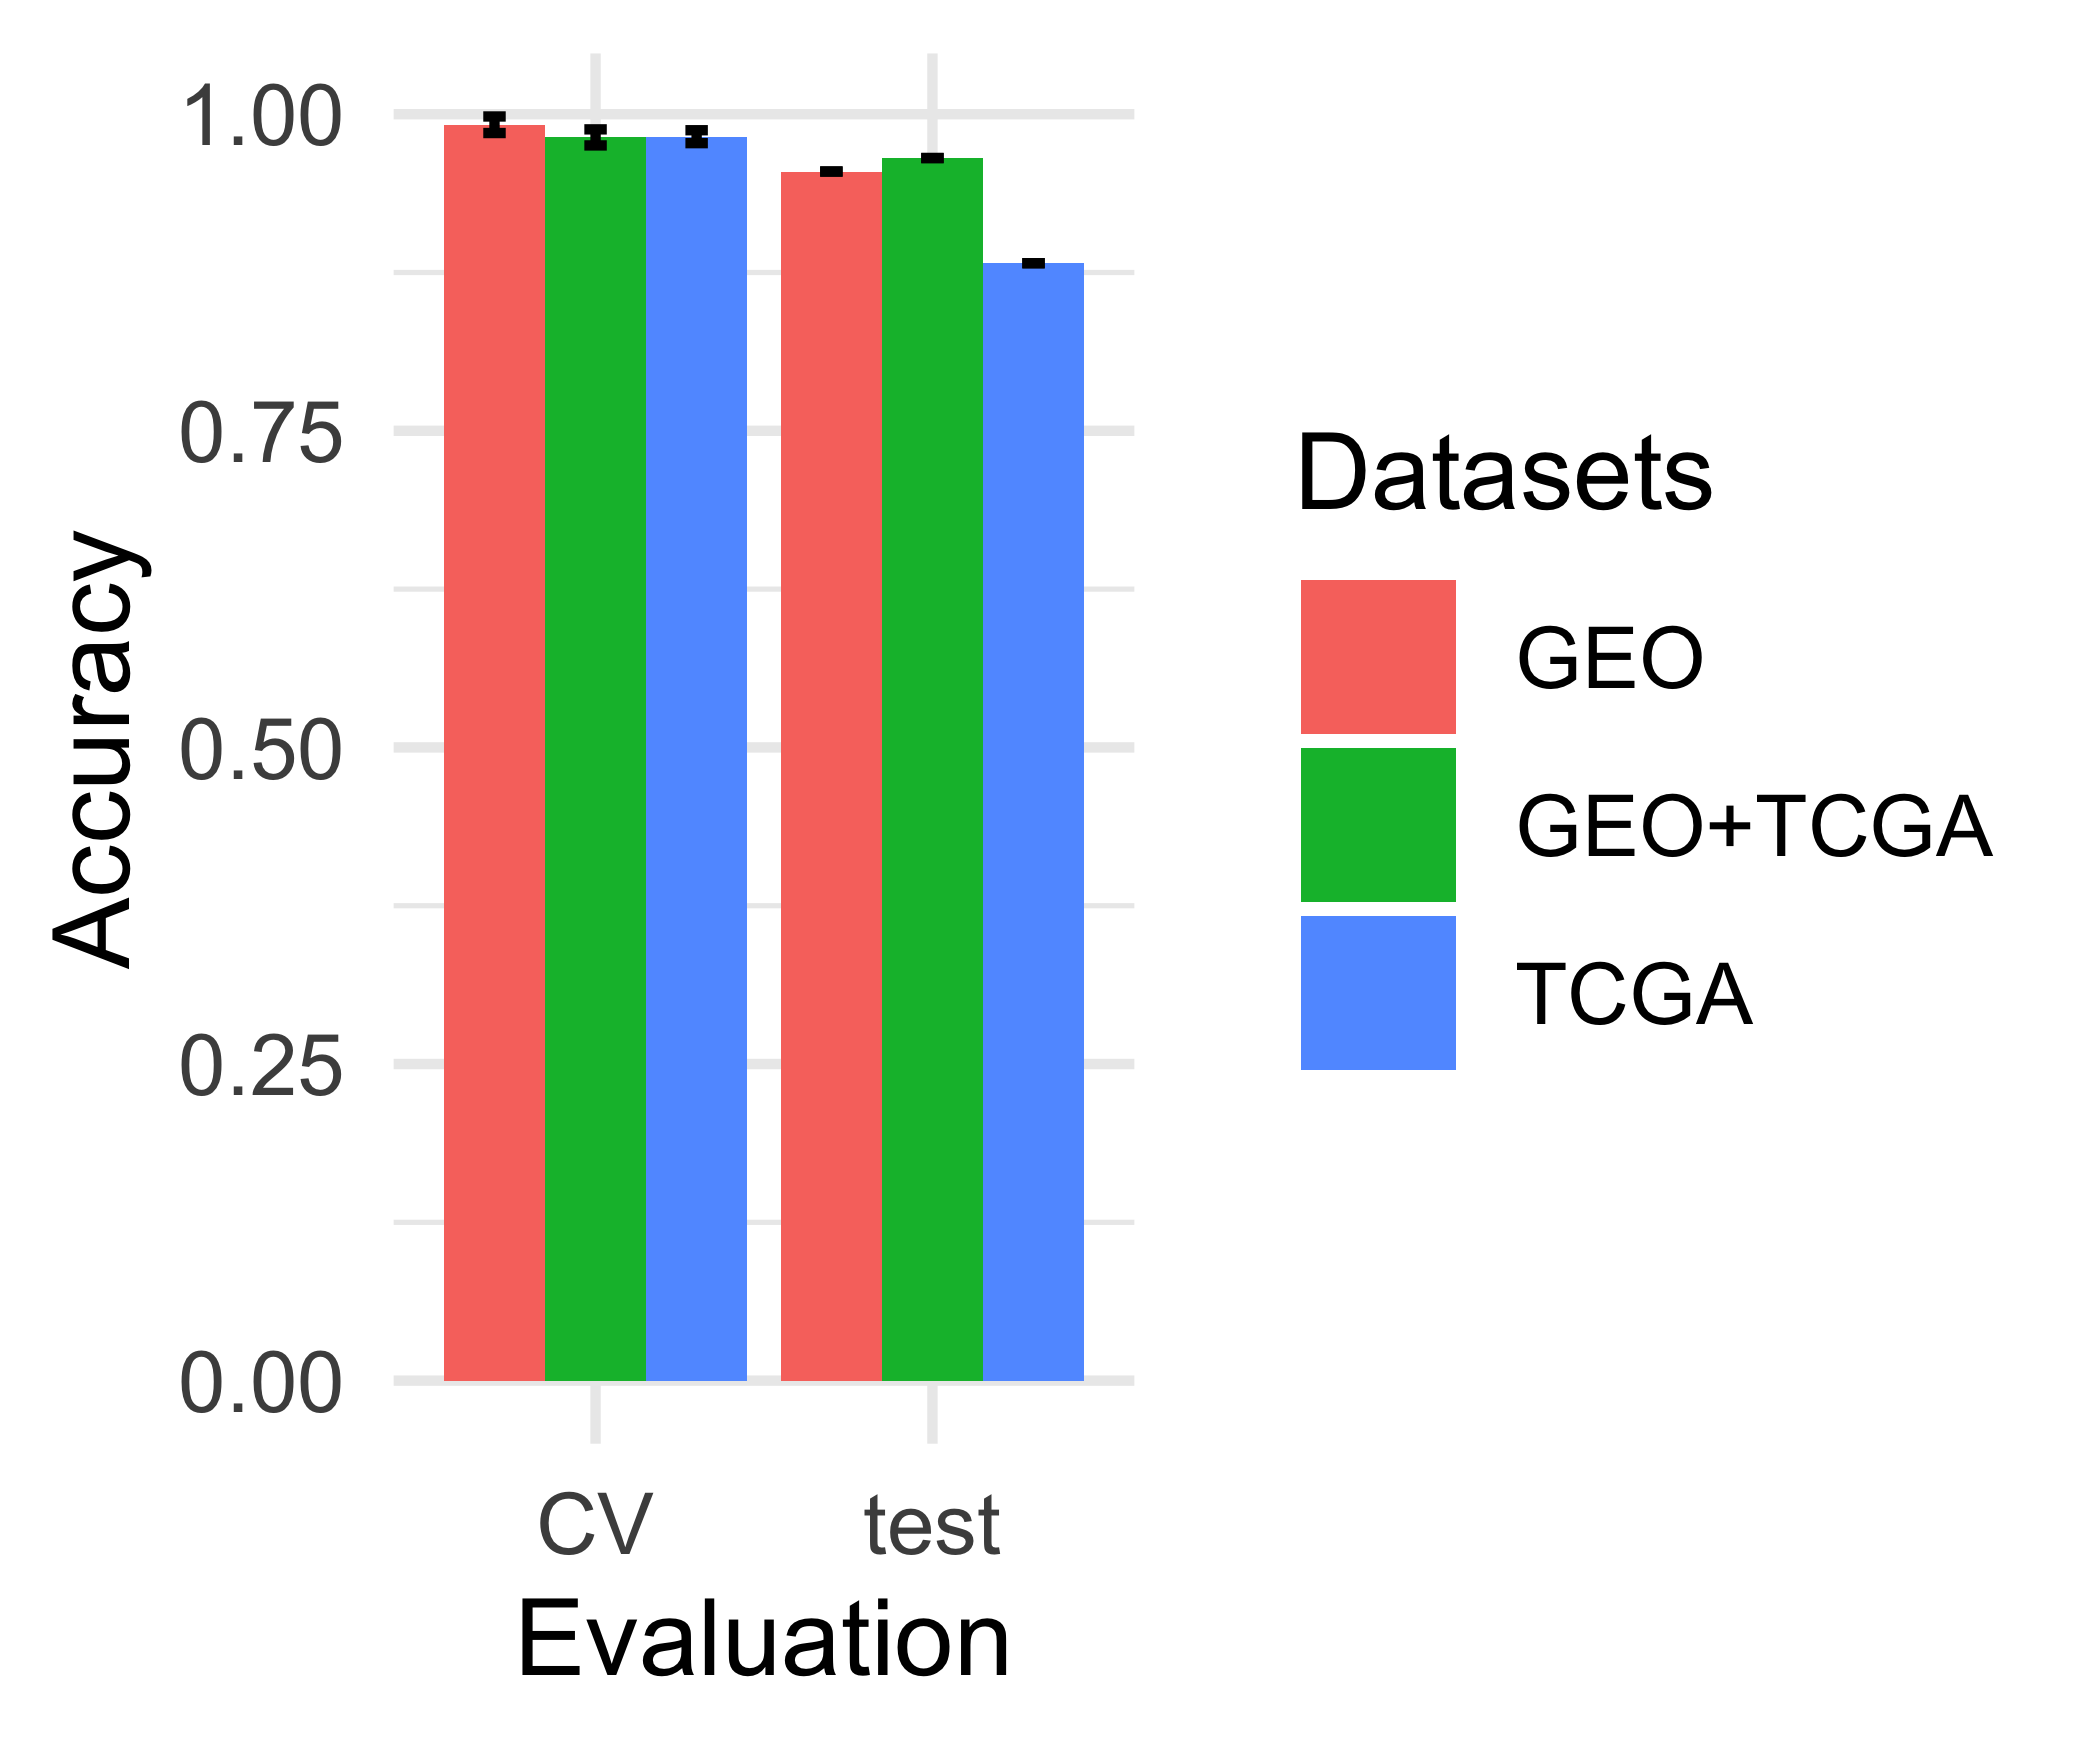 1.00
0.75
0.50
0.25
0.00
Accuracy
CV test
Evaluation
Datasets
GEO
GEO+TCGA
TCGA